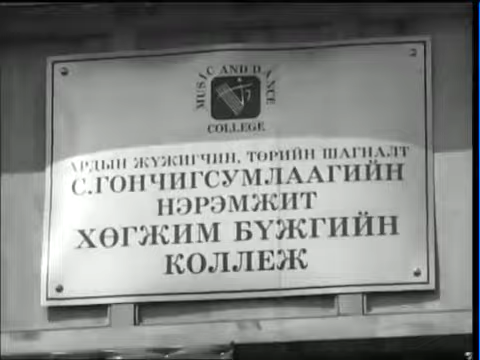 MUSIC AND DANCE
COLLEGE
АРДЫН ЖҮЖИГЧИН, ТӨРИЙН ШАГНАЛТ
С.ГОНЧИГСУМЛААГИЙН
НЭРЭМЖИТ
ХӨГЖИМ БҮЖГИЙН
КОЛЛЕЖ